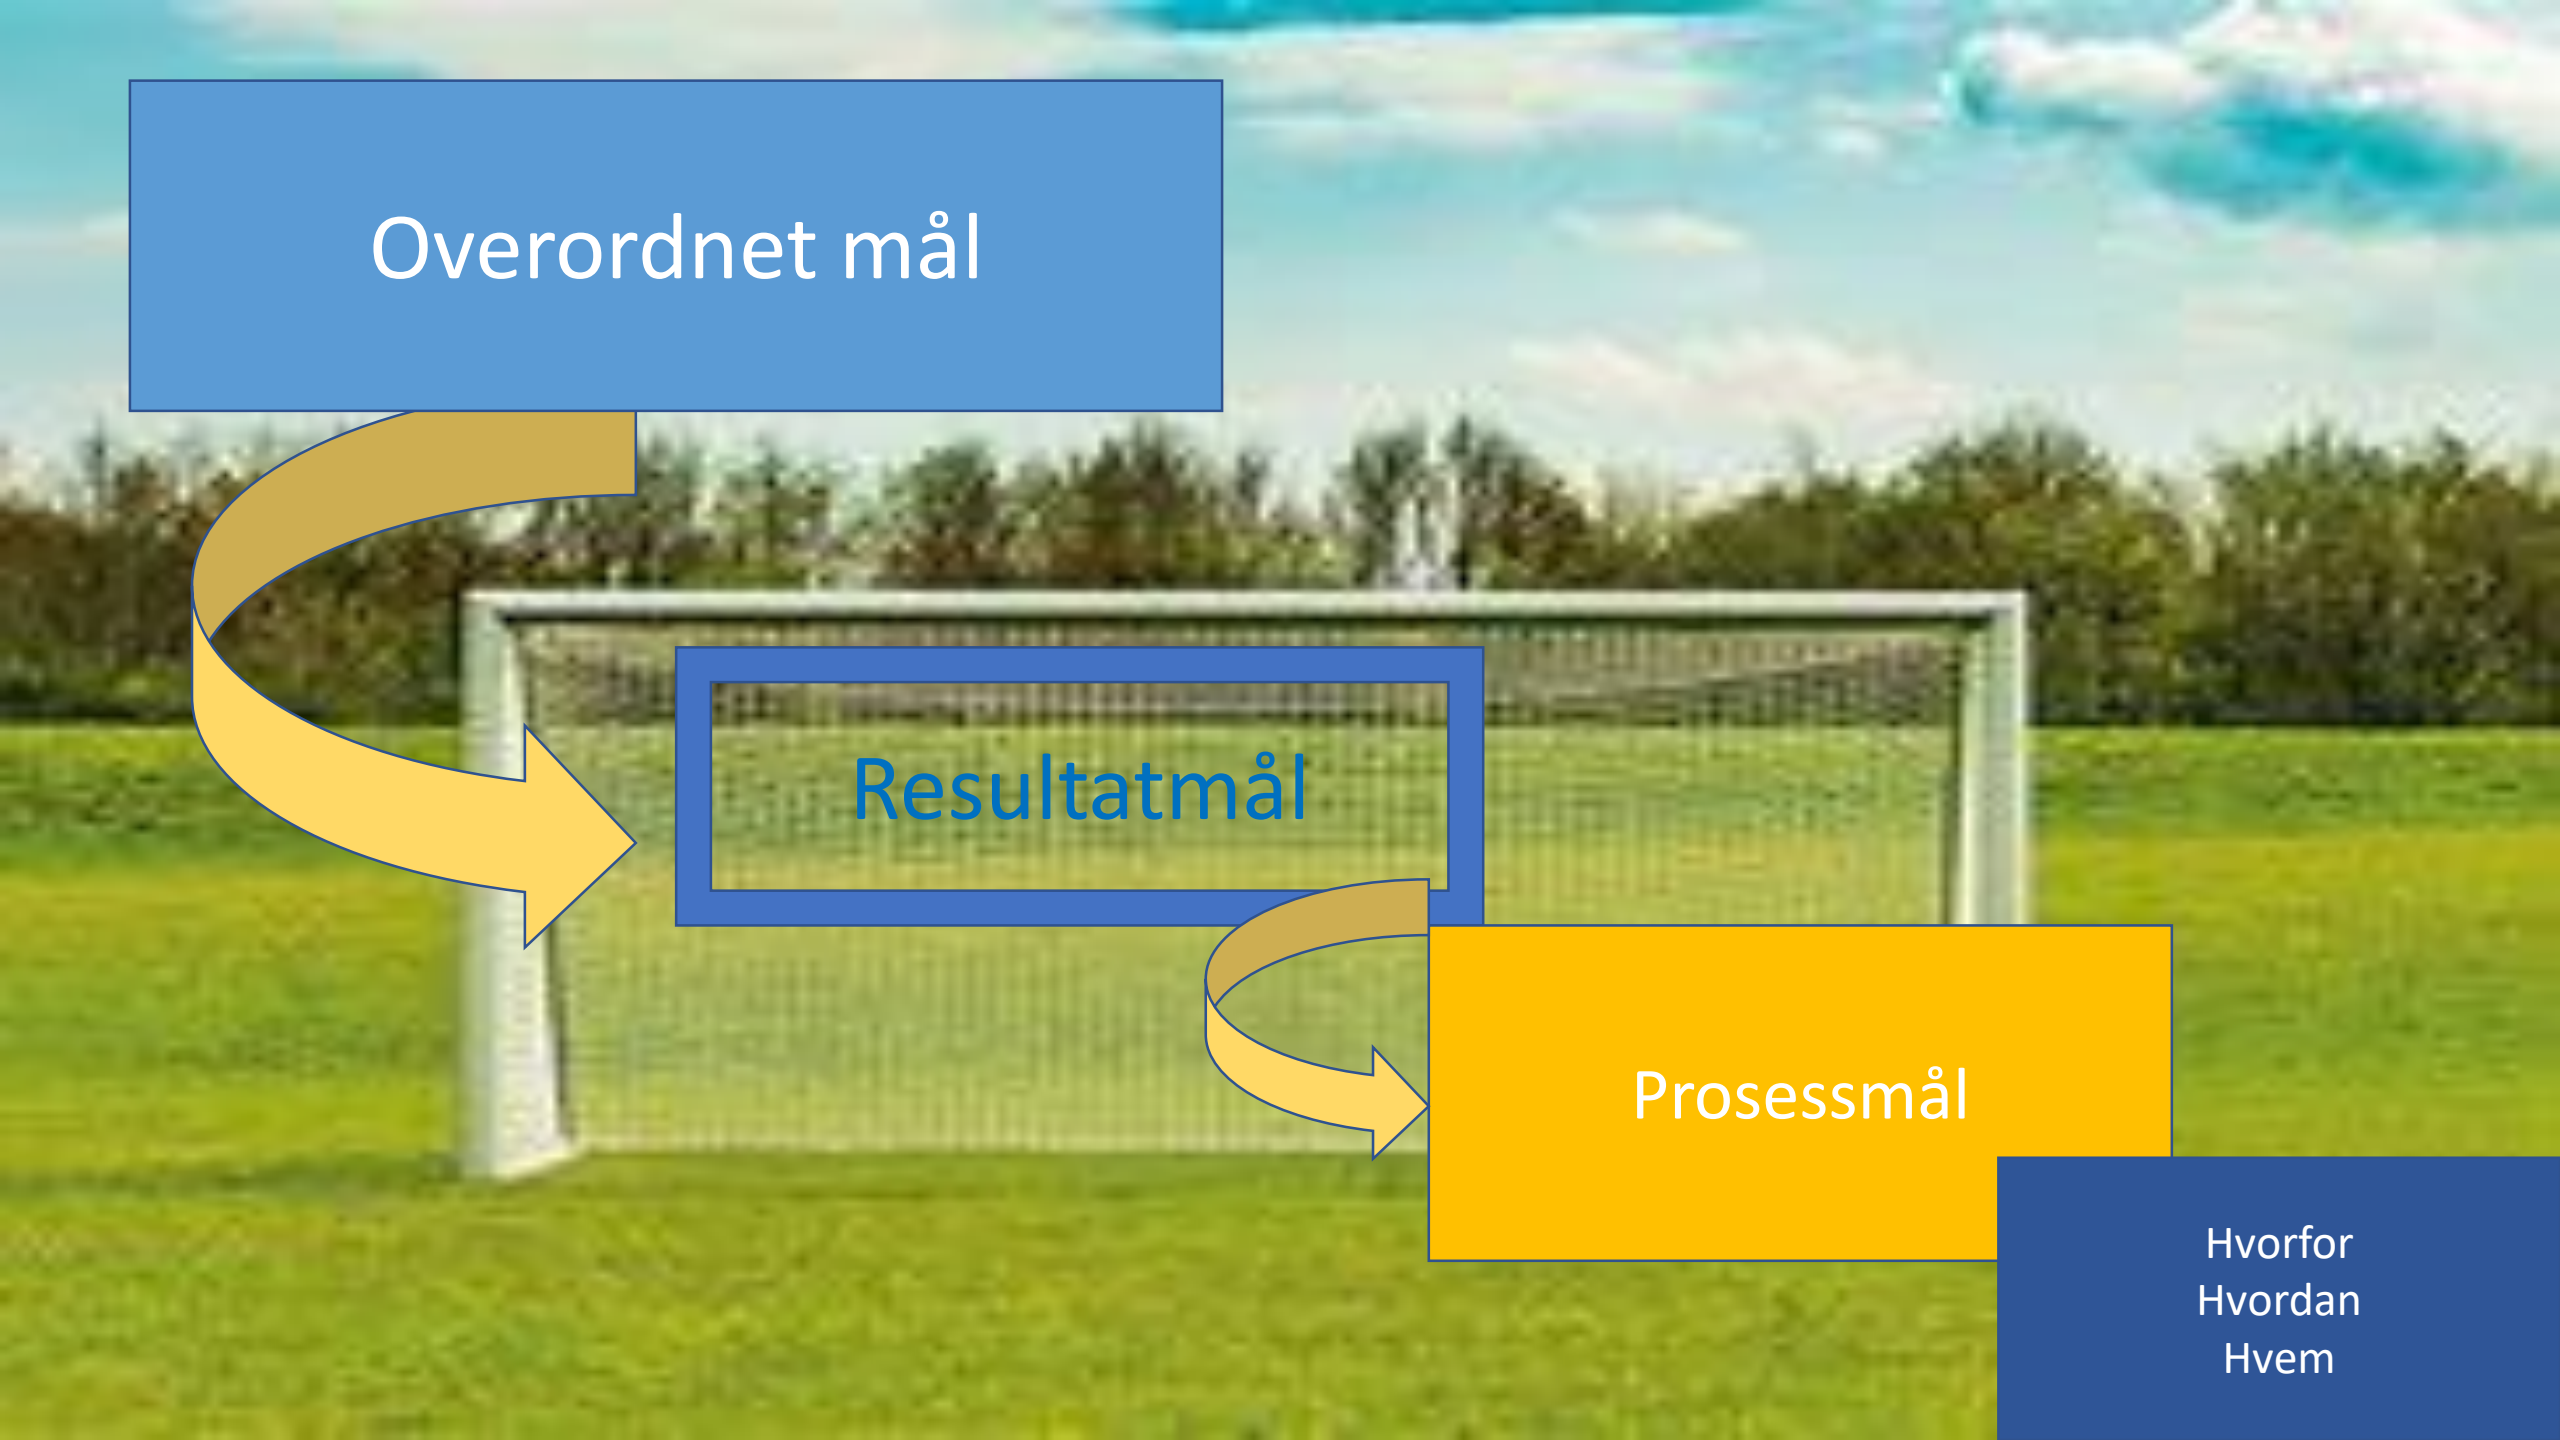 Overordnet mål
Resultatmål
Prosessmål
Hvorfor
Hvordan
Hvem